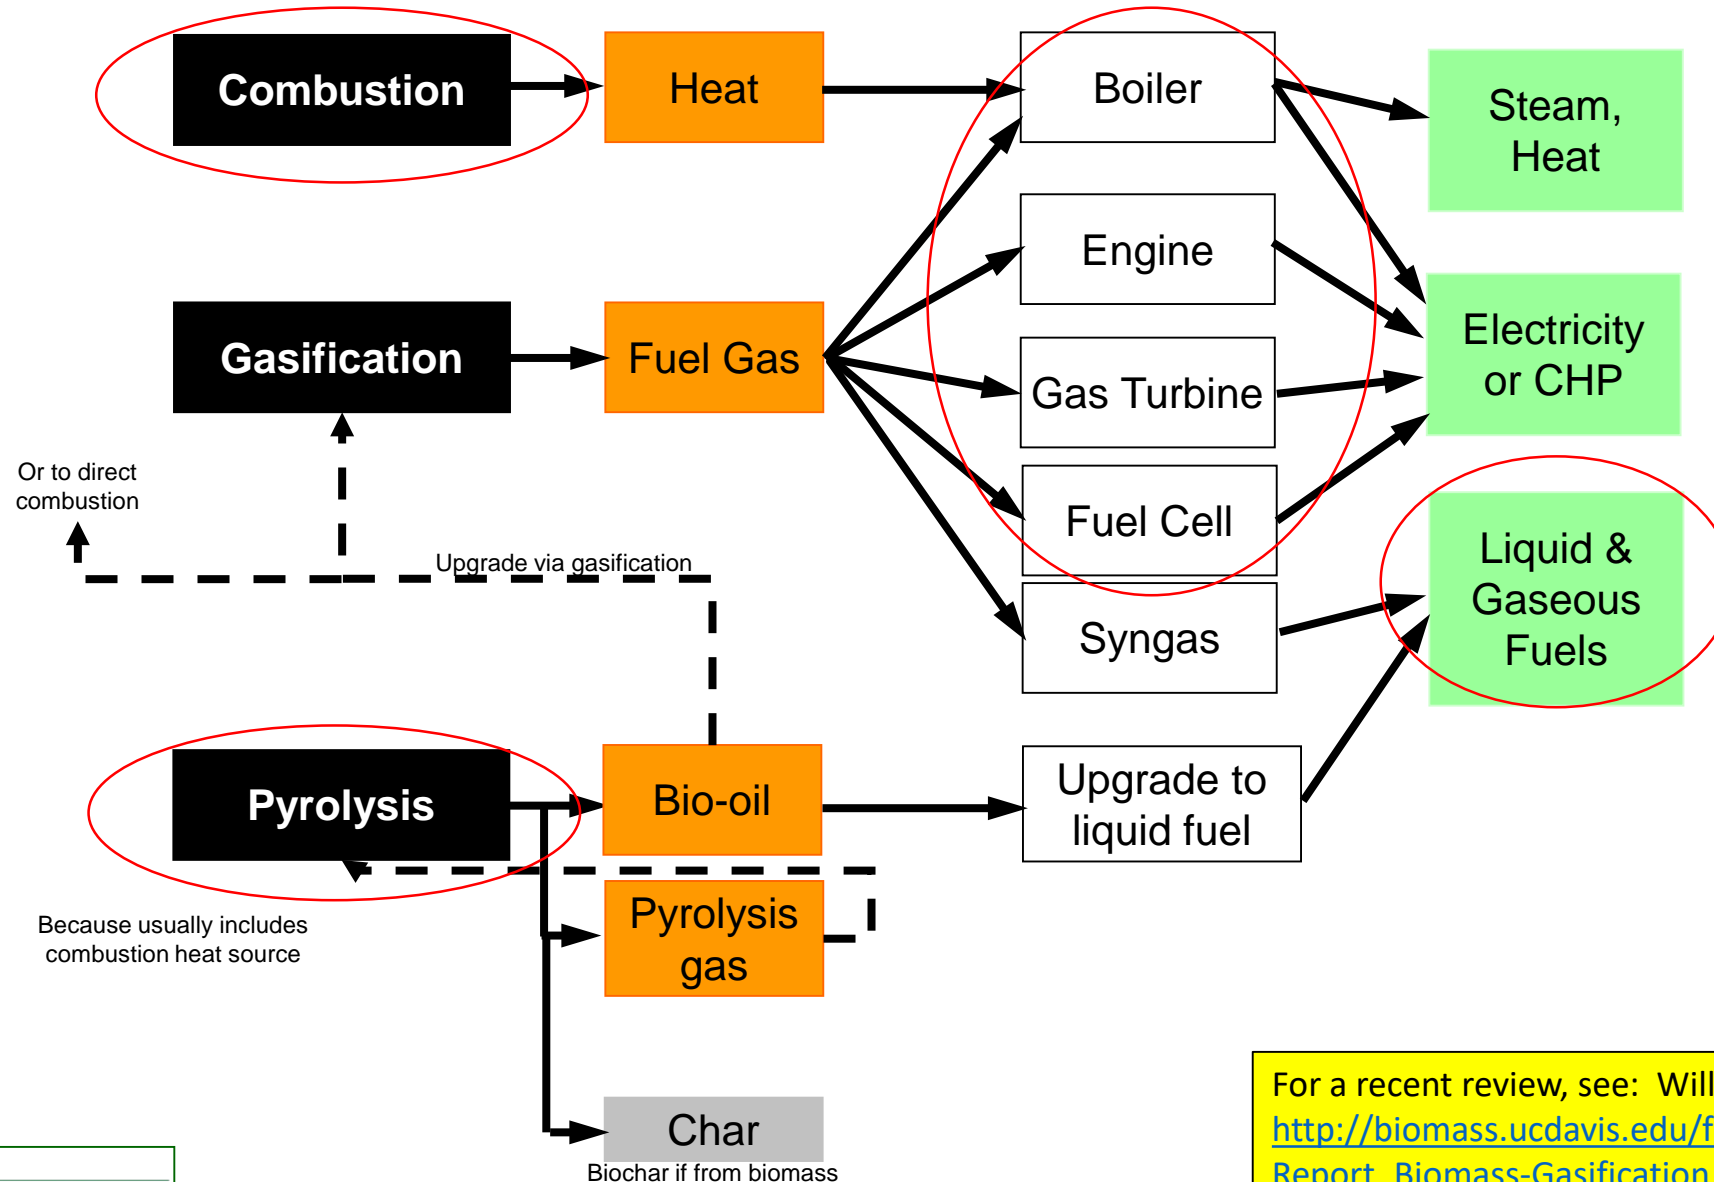 Combustion
Heat
Boiler
Steam,
Heat
Engine
Gasification
Fuel Gas
Gas Turbine
Electricity
or CHP
Or to direct
combustion
Fuel Cell
Upgrade via gasification
Liquid &
Gaseous
Fuels
Syngas
Pyrolysis
Bio-oil
Upgrade to
liquid fuel
Because usually includes
combustion heat source
Pyrolysis
gas
Char
Biochar if from biomass
For a recent review, see: Will
http://biomass.ucdavis.edu/f
Report_Biomass-Gasification